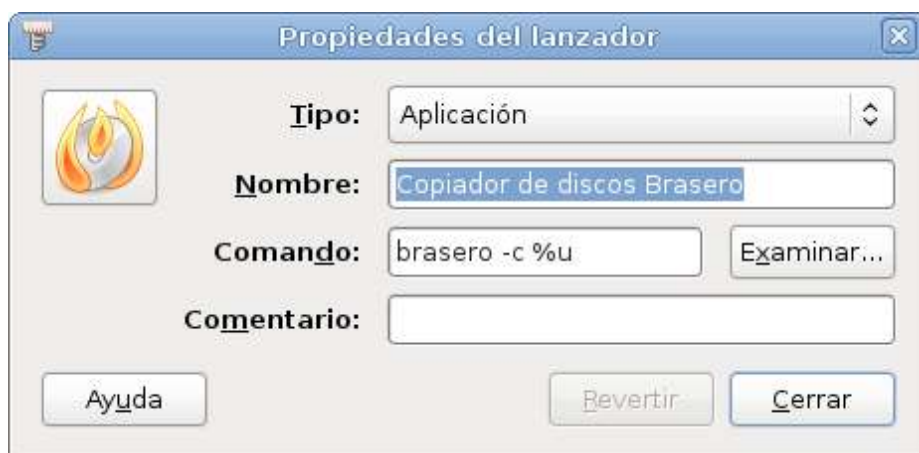 Propiedades del lanzador
Tipo: Aplicación
Nombre: Copiador de discos Brasero
Comando: brasero -c %u Examinar...
Comentario:
Ayuda Revertir Cerrar